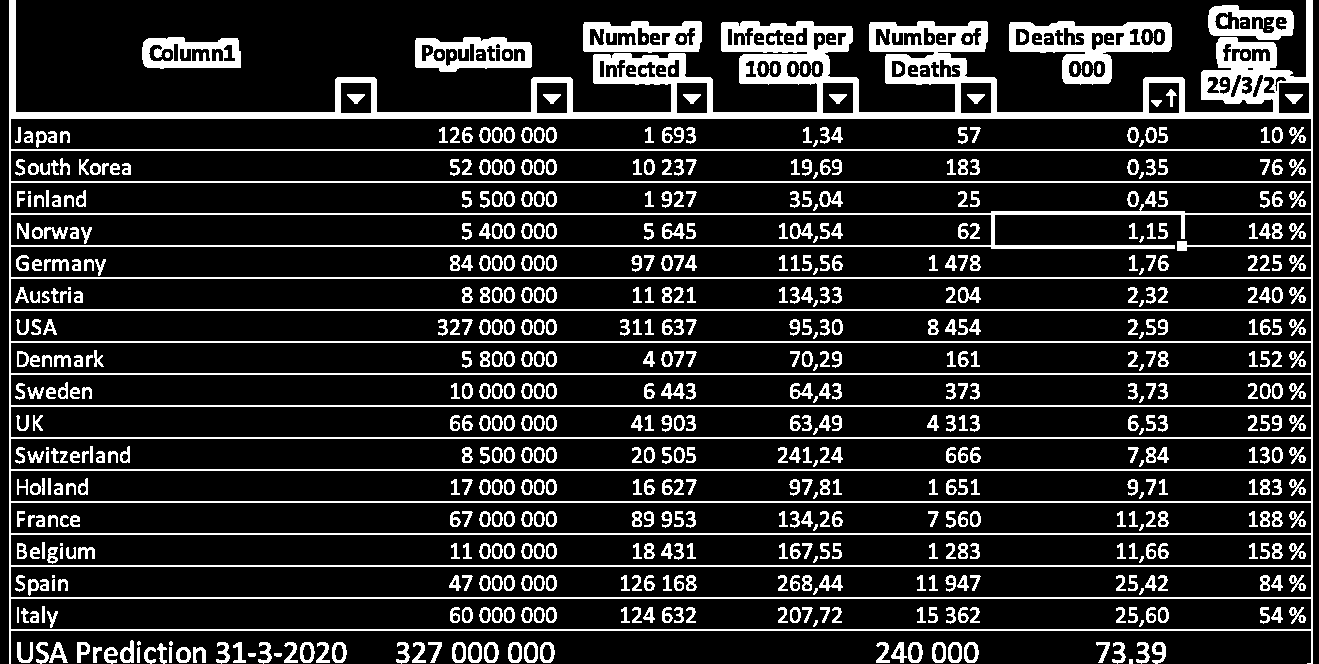 Column1 Population Number of Infected Infected per 100 000 Number of Deaths Deaths per 100 000 Change from 29/3/20
Japan 126 000 000 1 693 1,34 57 0,05 10 %
South Korea 52 000 000 10 237 19,69 183 0,35 76 %
Finland 5 500 000 1 927 35,04 25 0,45 56 %
Norway 5 400 000 5 645 104,54 62 1,15 148 %
Germany 84 000 000 97 074 115,56 1 478 1,76 225 %
Austria 8 800 000 11 821 134,33 204 2,32 240 %
USA 327 000 000 311 637 95,30 8 454 2,59 165 %
Denmark 5 800 000 4 077 70,29 161 2,78 152 %
Sweden 10 000 000 6 443 64,43 373 3,73 200 %
UK 66 000 000 41 903 63,49 4 313 6,53 259 %
Switzerland 8 500 000 20 505 241,24 666 7,84 130 %
Holland 17 000 000 16 627 97,81 1 651 9,71 183 %
France 67 000 000 89 953 134,26 7 560 11,28 188 %
Belgium 11 000 000 18 431 167,55 1 283 11,66 158 %
Spain 47 000 000 126 168 268,44 11 947 25,42 84 %
Italy 60 000 000 124 632 207,72 15 362 25,60 54 %
USA Prediction 31-3-2020 327 000 000 240 000 73,39